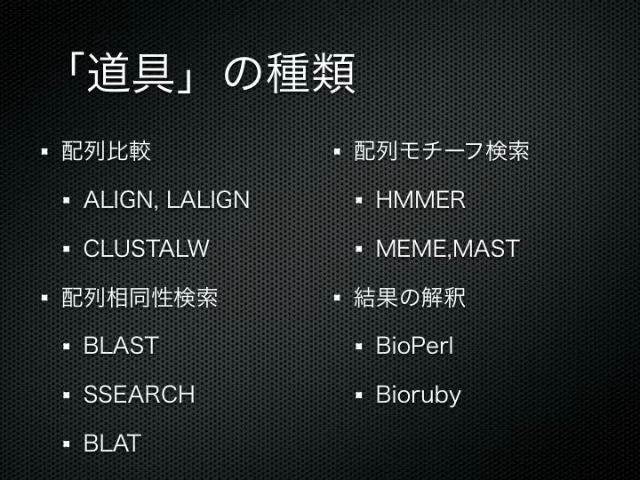 「道具」の種類
配列比較
ALIGN, LALIGN
CLUSTALW
配列相同性検索
BLAST
SSEARCH
BLAT
配列モチーフ検索
HMMER
MEME,MAST
結果の解釈
BioPerl
Bioruby